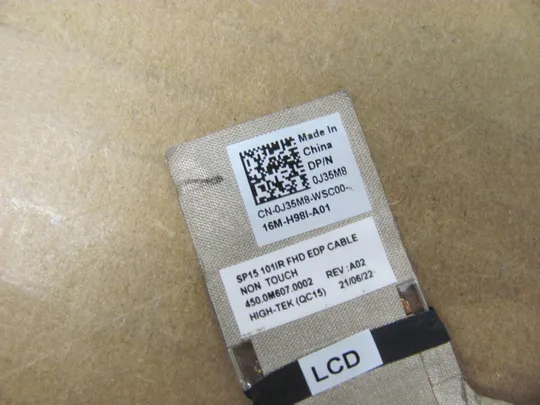 Made In
China
DP/N
0J35M8
CN-0J35M8-WSC00-
16M-H98I-A01
SP15 101IR FHD EDP CABLE
NON TOUCH
450.0M607.0002 REV:A02
HIGH-TEK (QC15) 21/06/22
LCD